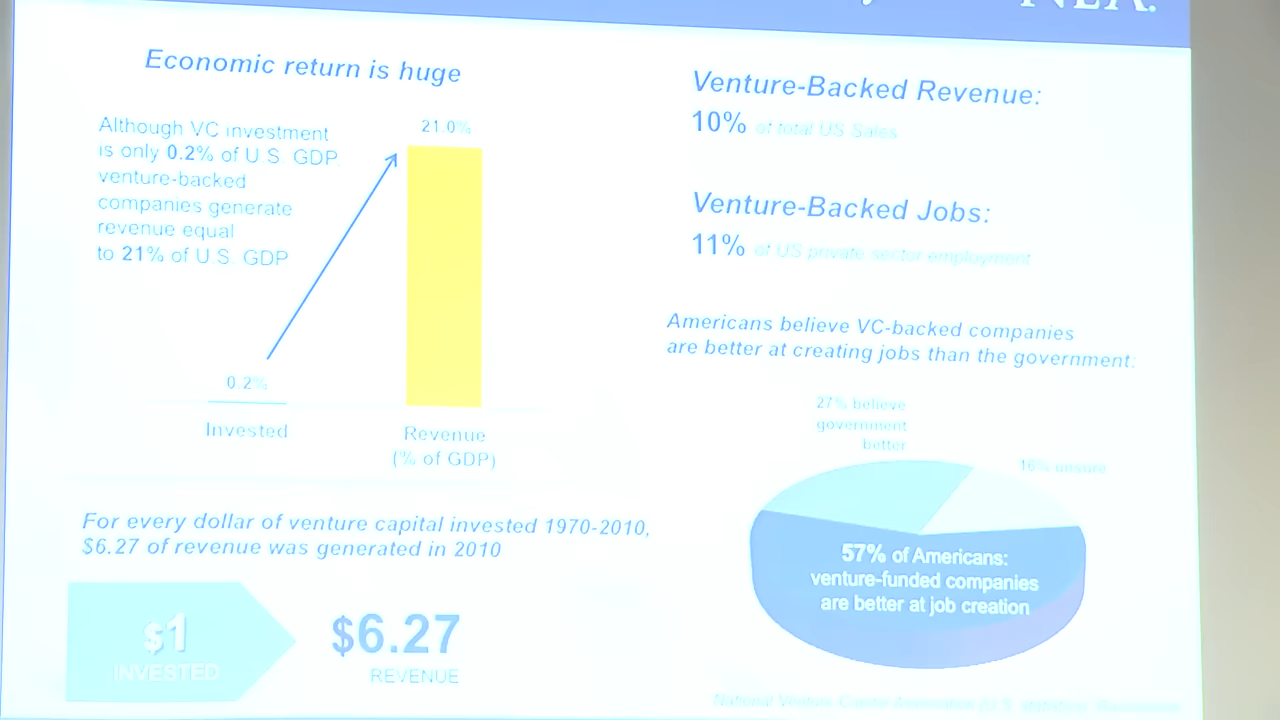 NEA.
Economic return is huge
Although VC investment
is only 0.2% of U.S. GDP
venture-backed
companies generate
revenue equal
to 21% of U.S. GDP
21.0%
0.2%
Invested
Revenue
(% of GDP)
For every dollar of venture capital invested 1970-2010,
$6.27 of revenue was generated in 2010
$1
INVESTED
$6.27
REVENUE
Venture-Backed Revenue:
10% of total US Sales
Venture-Backed Jobs:
11% of US private sector employment
Americans believe VC-backed companies
are better at creating jobs than the government:
27% believe
government
better
16% unsure
57% of Americans:
venture-funded companies
are better at job creation
National Venture Capital Association (U.S. statistics,